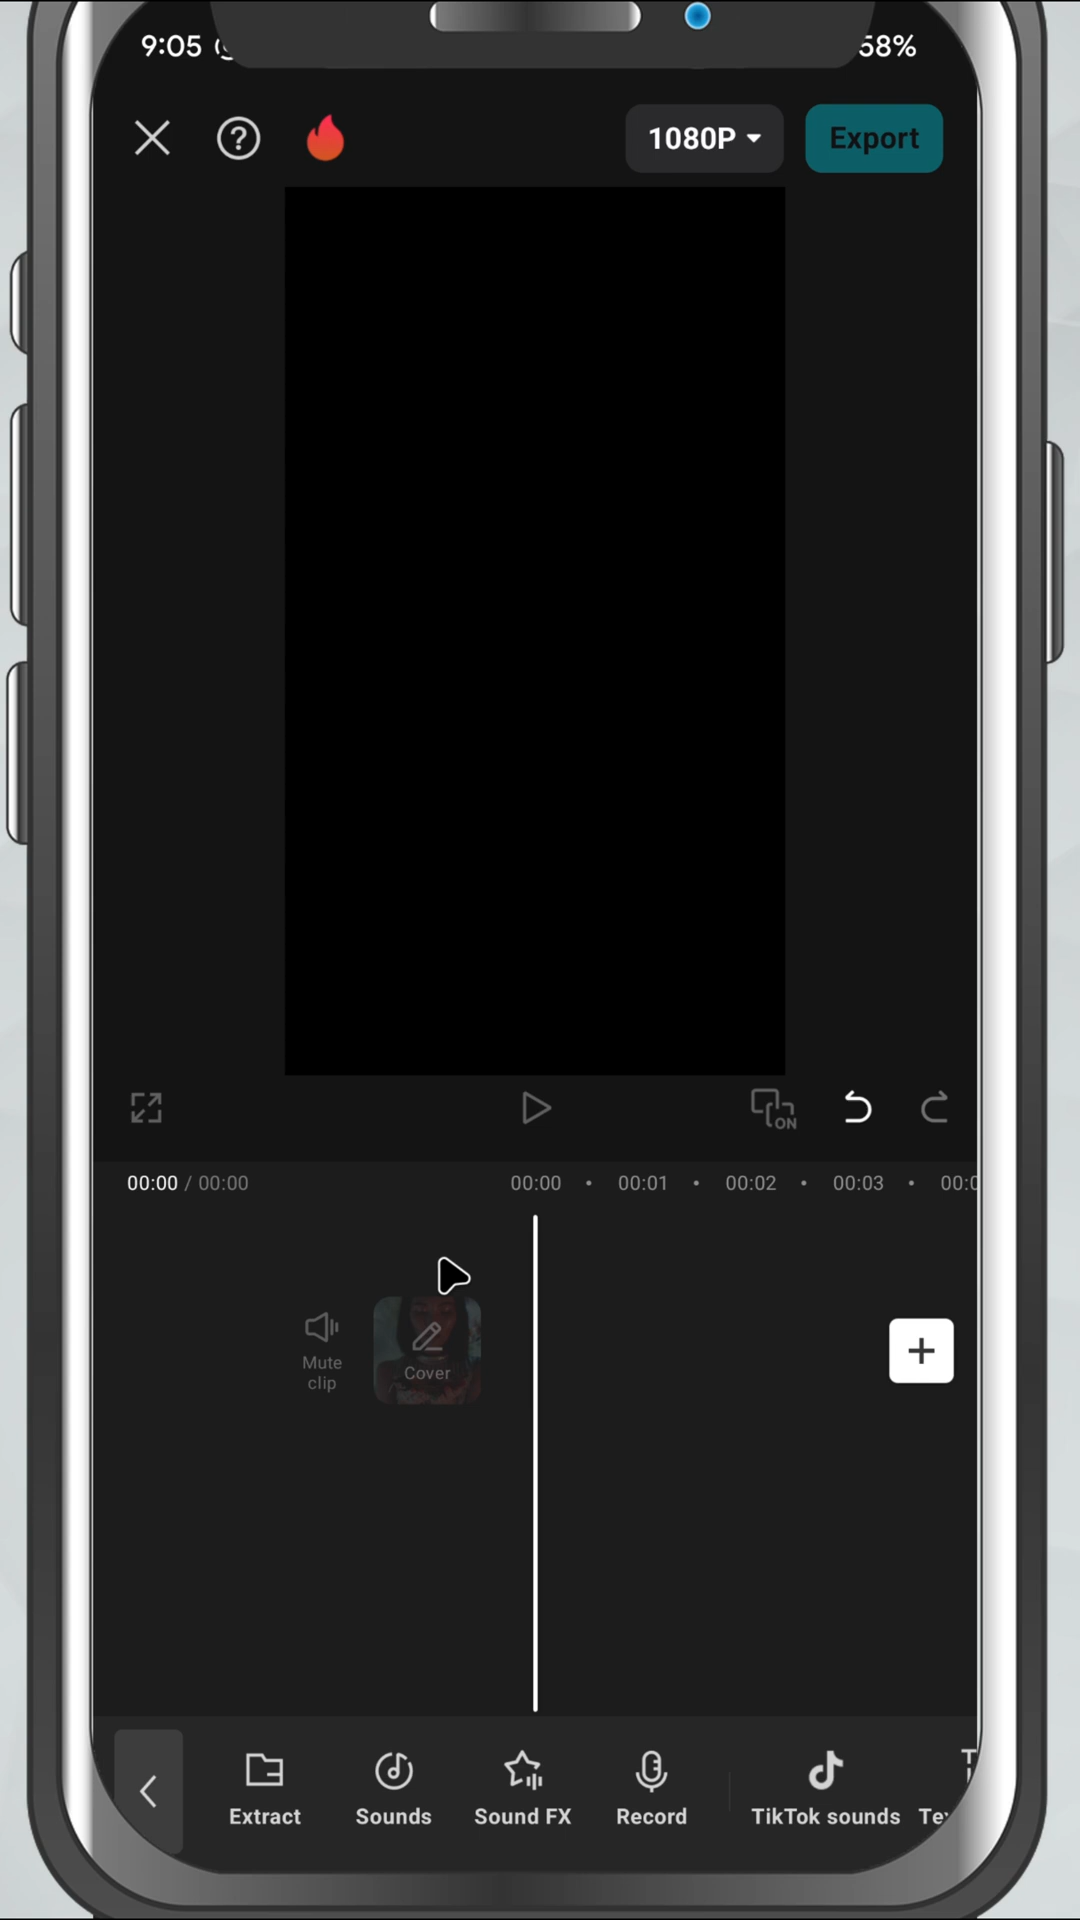 9:05
58%
1080P
Export
ON
00:00 / 00:00
00:00 • 00:01 • 00:02 • 00:03 •
Mute
clip
Cover
Extract
Sounds
Sound FX
Record
TikTok sounds